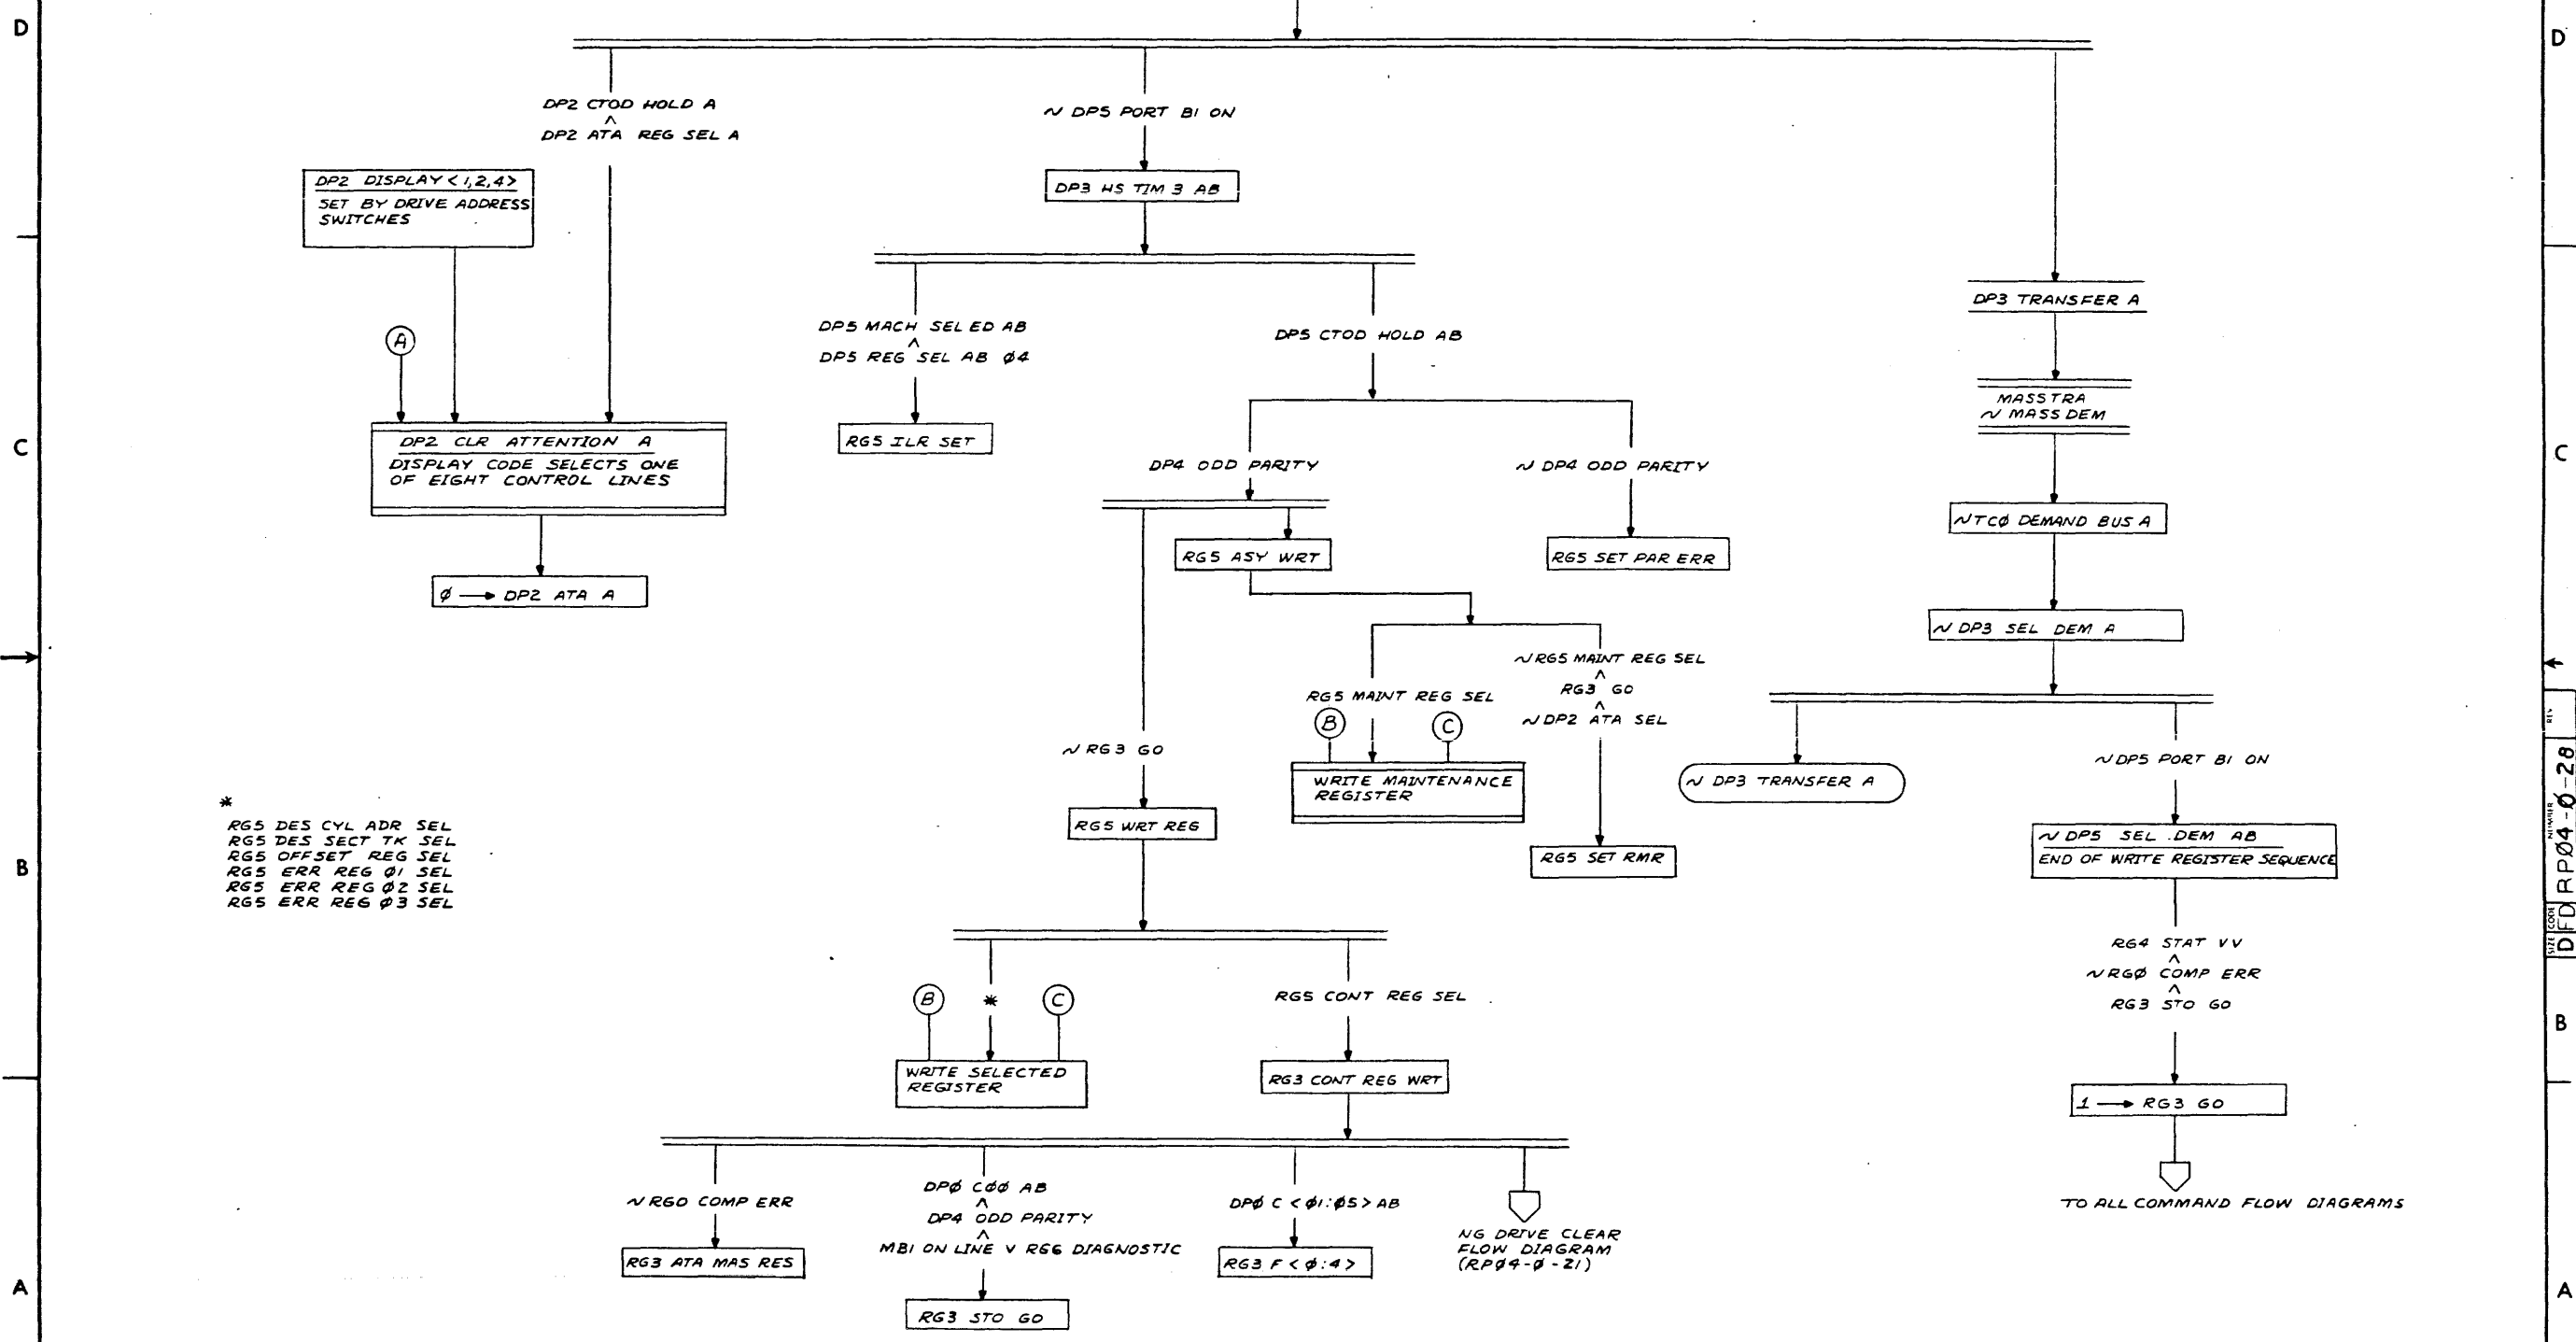 D
D
DP2 CTOD HOLD A
∧
DP2 ATA REG SEL A
∼ DP5 PORT B1 ON
DP2 DISPLAY <1,2,4>
SET BY DRIVE ADDRESS
SWITCHES
DP3 HS TIM 3 AB
DP3 TRANSFER A
A
DP5 MACH SEL ED AB
∧
DP5 REG SEL AB Ø4
DP5 CTOD HOLD AB
MASS TRA
∼ MASS DEM
C
C
DP2 CLR ATTENTION A
DISPLAY CODE SELECTS ONE
OF EIGHT CONTROL LINES
RG5 ILR SET
DP4 ODD PARITY
∼ DP4 ODD PARITY
∼TCØ DEMAND BUS A
RG5 ASY WRT
RG5 SET PAR ERR
Ø → DP2 ATA A
∼ DP3 SEL DEM A
∼RG5 MAINT REG SEL
∧
RG3 GO
∧
∼DP2 ATA SEL
RG5 MAINT REG SEL
B
C
∼ RG3 GO
∼DP5 PORT B1 ON
WRITE MAINTENANCE
REGISTER
∼ DP3 TRANSFER A
*
RG5 DES CYL ADR SEL
RG5 DES SECT TK SEL
RG5 OFFSET REG SEL
RG5 ERR REG Ø1 SEL
RG5 ERR REG Ø2 SEL
RG5 ERR REG Ø3 SEL
RG5 WRT REG
RG5 SET RMR
∼ DP5 SEL DEM AB
END OF WRITE REGISTER SEQUENCE
B
REV
NUMBER
RPØ4-Ø-28
SIZE CODE
D FD
RG4 STAT VV
∧
∼RGØ COMP ERR
∧
RG3 STO GO
B
*
C
RG5 CONT REG SEL
B
WRITE SELECTED
REGISTER
RG3 CONT REG WRT
1 → RG3 GO
∼RG0 COMP ERR
DPØ CØØ AB
∧
DP4 ODD PARITY
∧
MB1 ON LINE V RG6 DIAGNOSTIC
DPØ C <Ø1:Ø5> AB
NG DRIVE CLEAR
FLOW DIAGRAM
(RPØ4-Ø-21)
TO ALL COMMAND FLOW DIAGRAMS
RG3 ATA MAS RES
RG3 F <Ø:4>
RG3 STO GO
A
A